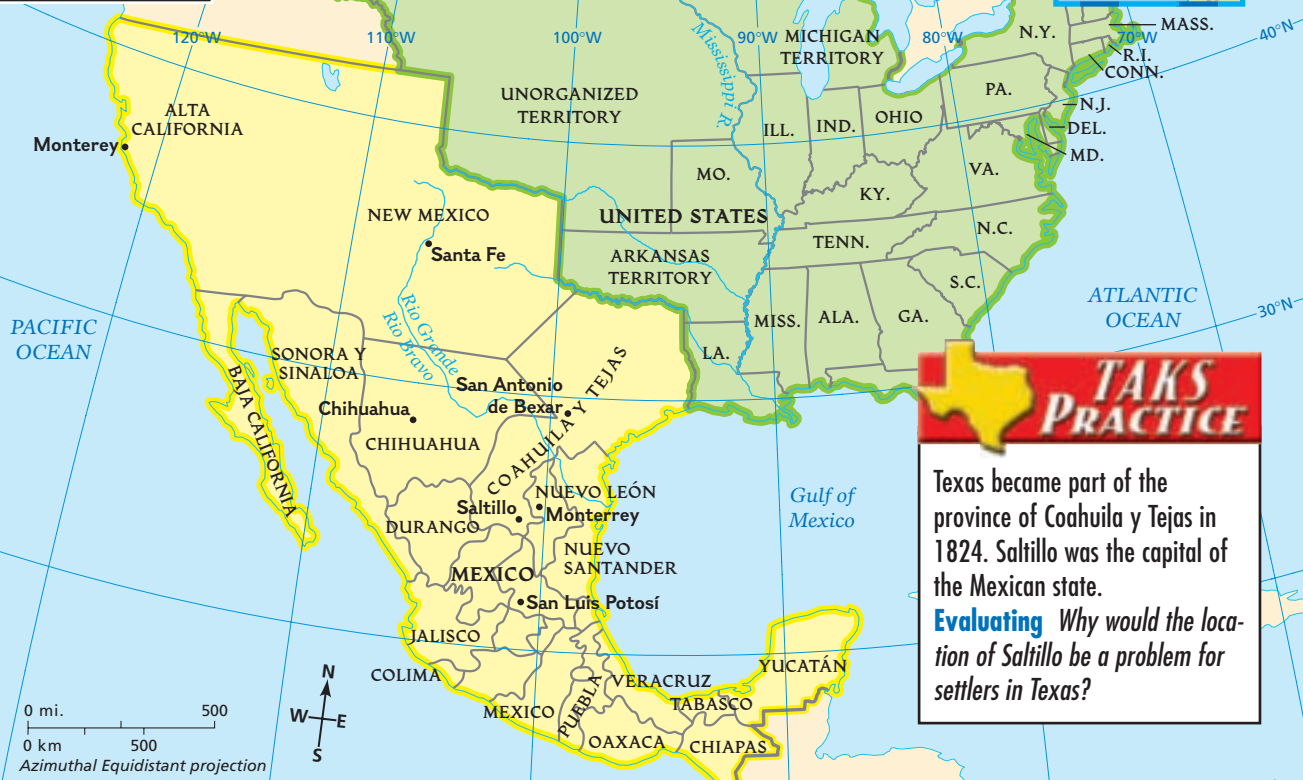 120°W
110°W
100°W
90°W
80°W
70°W
40°N
30°N
MASS.
R.I.
CONN.
N.J.
DEL.
MD.
N.Y.
PA.
MICHIGAN
TERRITORY
Mississippi R.
UNORGANIZED
TERRITORY
ILL.
IND.
OHIO
ALTA
CALIFORNIA
Monterey
MO.
KY.
VA.
NEW MEXICO
UNITED STATES
Santa Fe
TENN.
N.C.
ARKANSAS
TERRITORY
S.C.
ATLANTIC
OCEAN
PACIFIC
OCEAN
Rio Grande
Rio Bravo
MISS.
ALA.
GA.
LA.
SONORA Y
SINALOA
BAJA CALIFORNIA
San Antonio
de Bexar
COAHUILA Y TEJAS
Chihuahua
CHIHUAHUA
NUEVO LEÓN
Saltillo
Monterrey
DURANGO
Gulf of
Mexico
NUEVO
SANTANDER
MEXICO
San Luis Potosí
JALISCO
COLIMA
VERACRUZ
YUCATÁN
MEXICO
PUEBLA
TABASCO
OAXACA
CHIAPAS
N
W
E
S
0 mi.
500
0 km
500
Azimuthal Equidistant projection
TAKS
PRACTICE
Texas became part of the
province of Coahuila y Tejas in
1824. Saltillo was the capital of
the Mexican state.
Evaluating Why would the loca-
tion of Saltillo be a problem for
settlers in Texas?